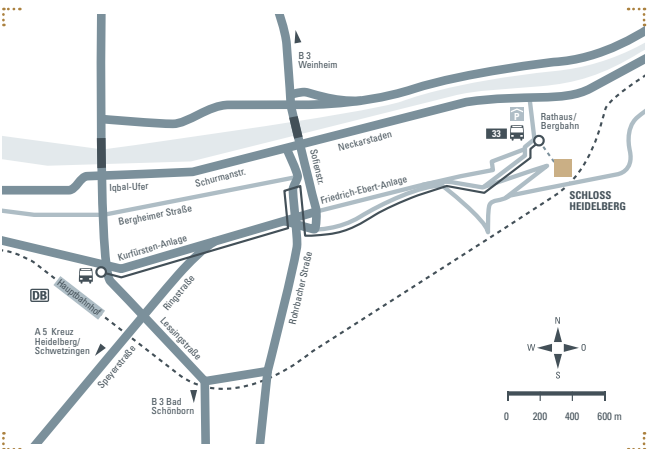 B 3
Weinheim
P
Rathaus/
Bergbahn
33
Neckarstaden
Sofienstr.
Schurmanstr.
Iqbal-Ufer
SCHLOSS
HEIDELBERG
Friedrich-Ebert-Anlage
Bergheimer Straße
Kurfürsten-Anlage
Rohrbacher Straße
Ringstraße
DB
Hauptbahnhof
Lessingstraße
A 5 Kreuz
Heidelberg/
Schwetzingen
Speyerstraße
B 3 Bad
Schönborn
N
W
O
S
0 200 400 600 m